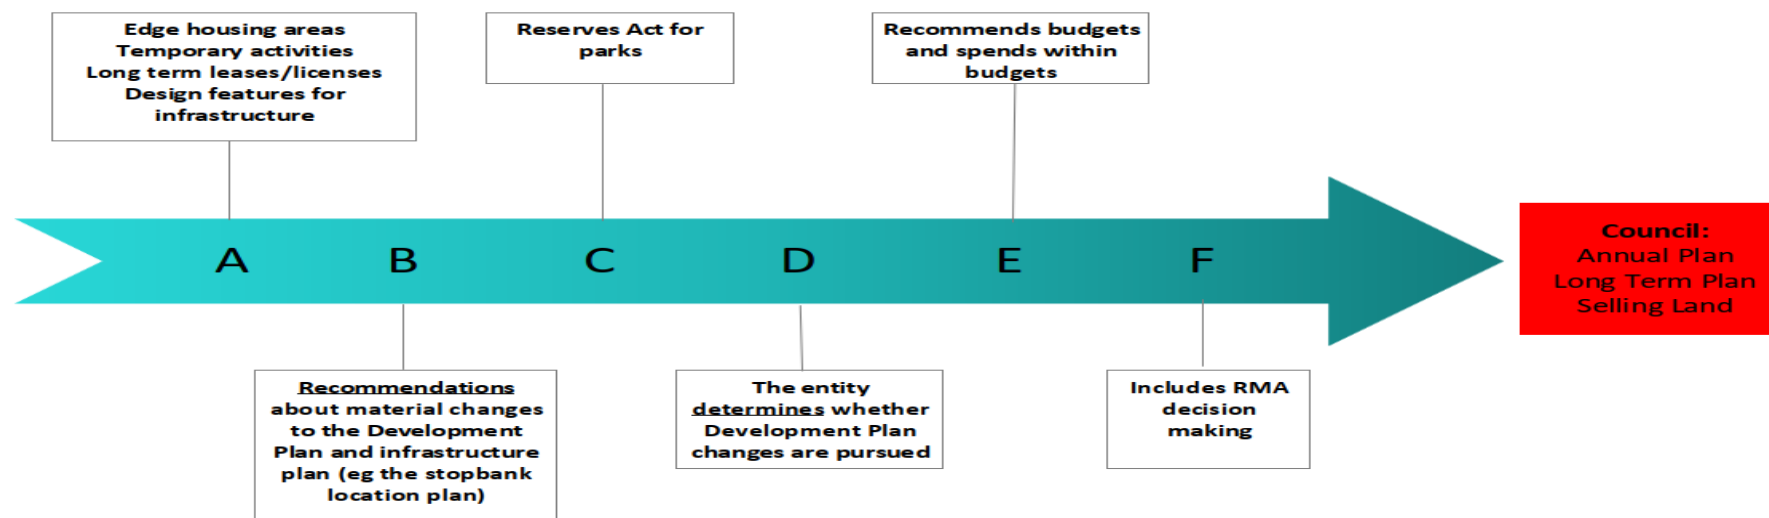 Edge housing areas
Temporary activities
Long term leases/licenses
Design features for
infrastructure
Reserves Act for
parks
Recommends budgets
and spends within
budgets
A
B
C
D
E
F
Council:
Annual Plan
Long Term Plan
Selling Land
Recommendations
about material changes
to the Development
Plan and infrastructure
plan (eg the stopbank
location plan)
The entity
determines whether
Development Plan
changes are pursued
Includes RMA
decision
making